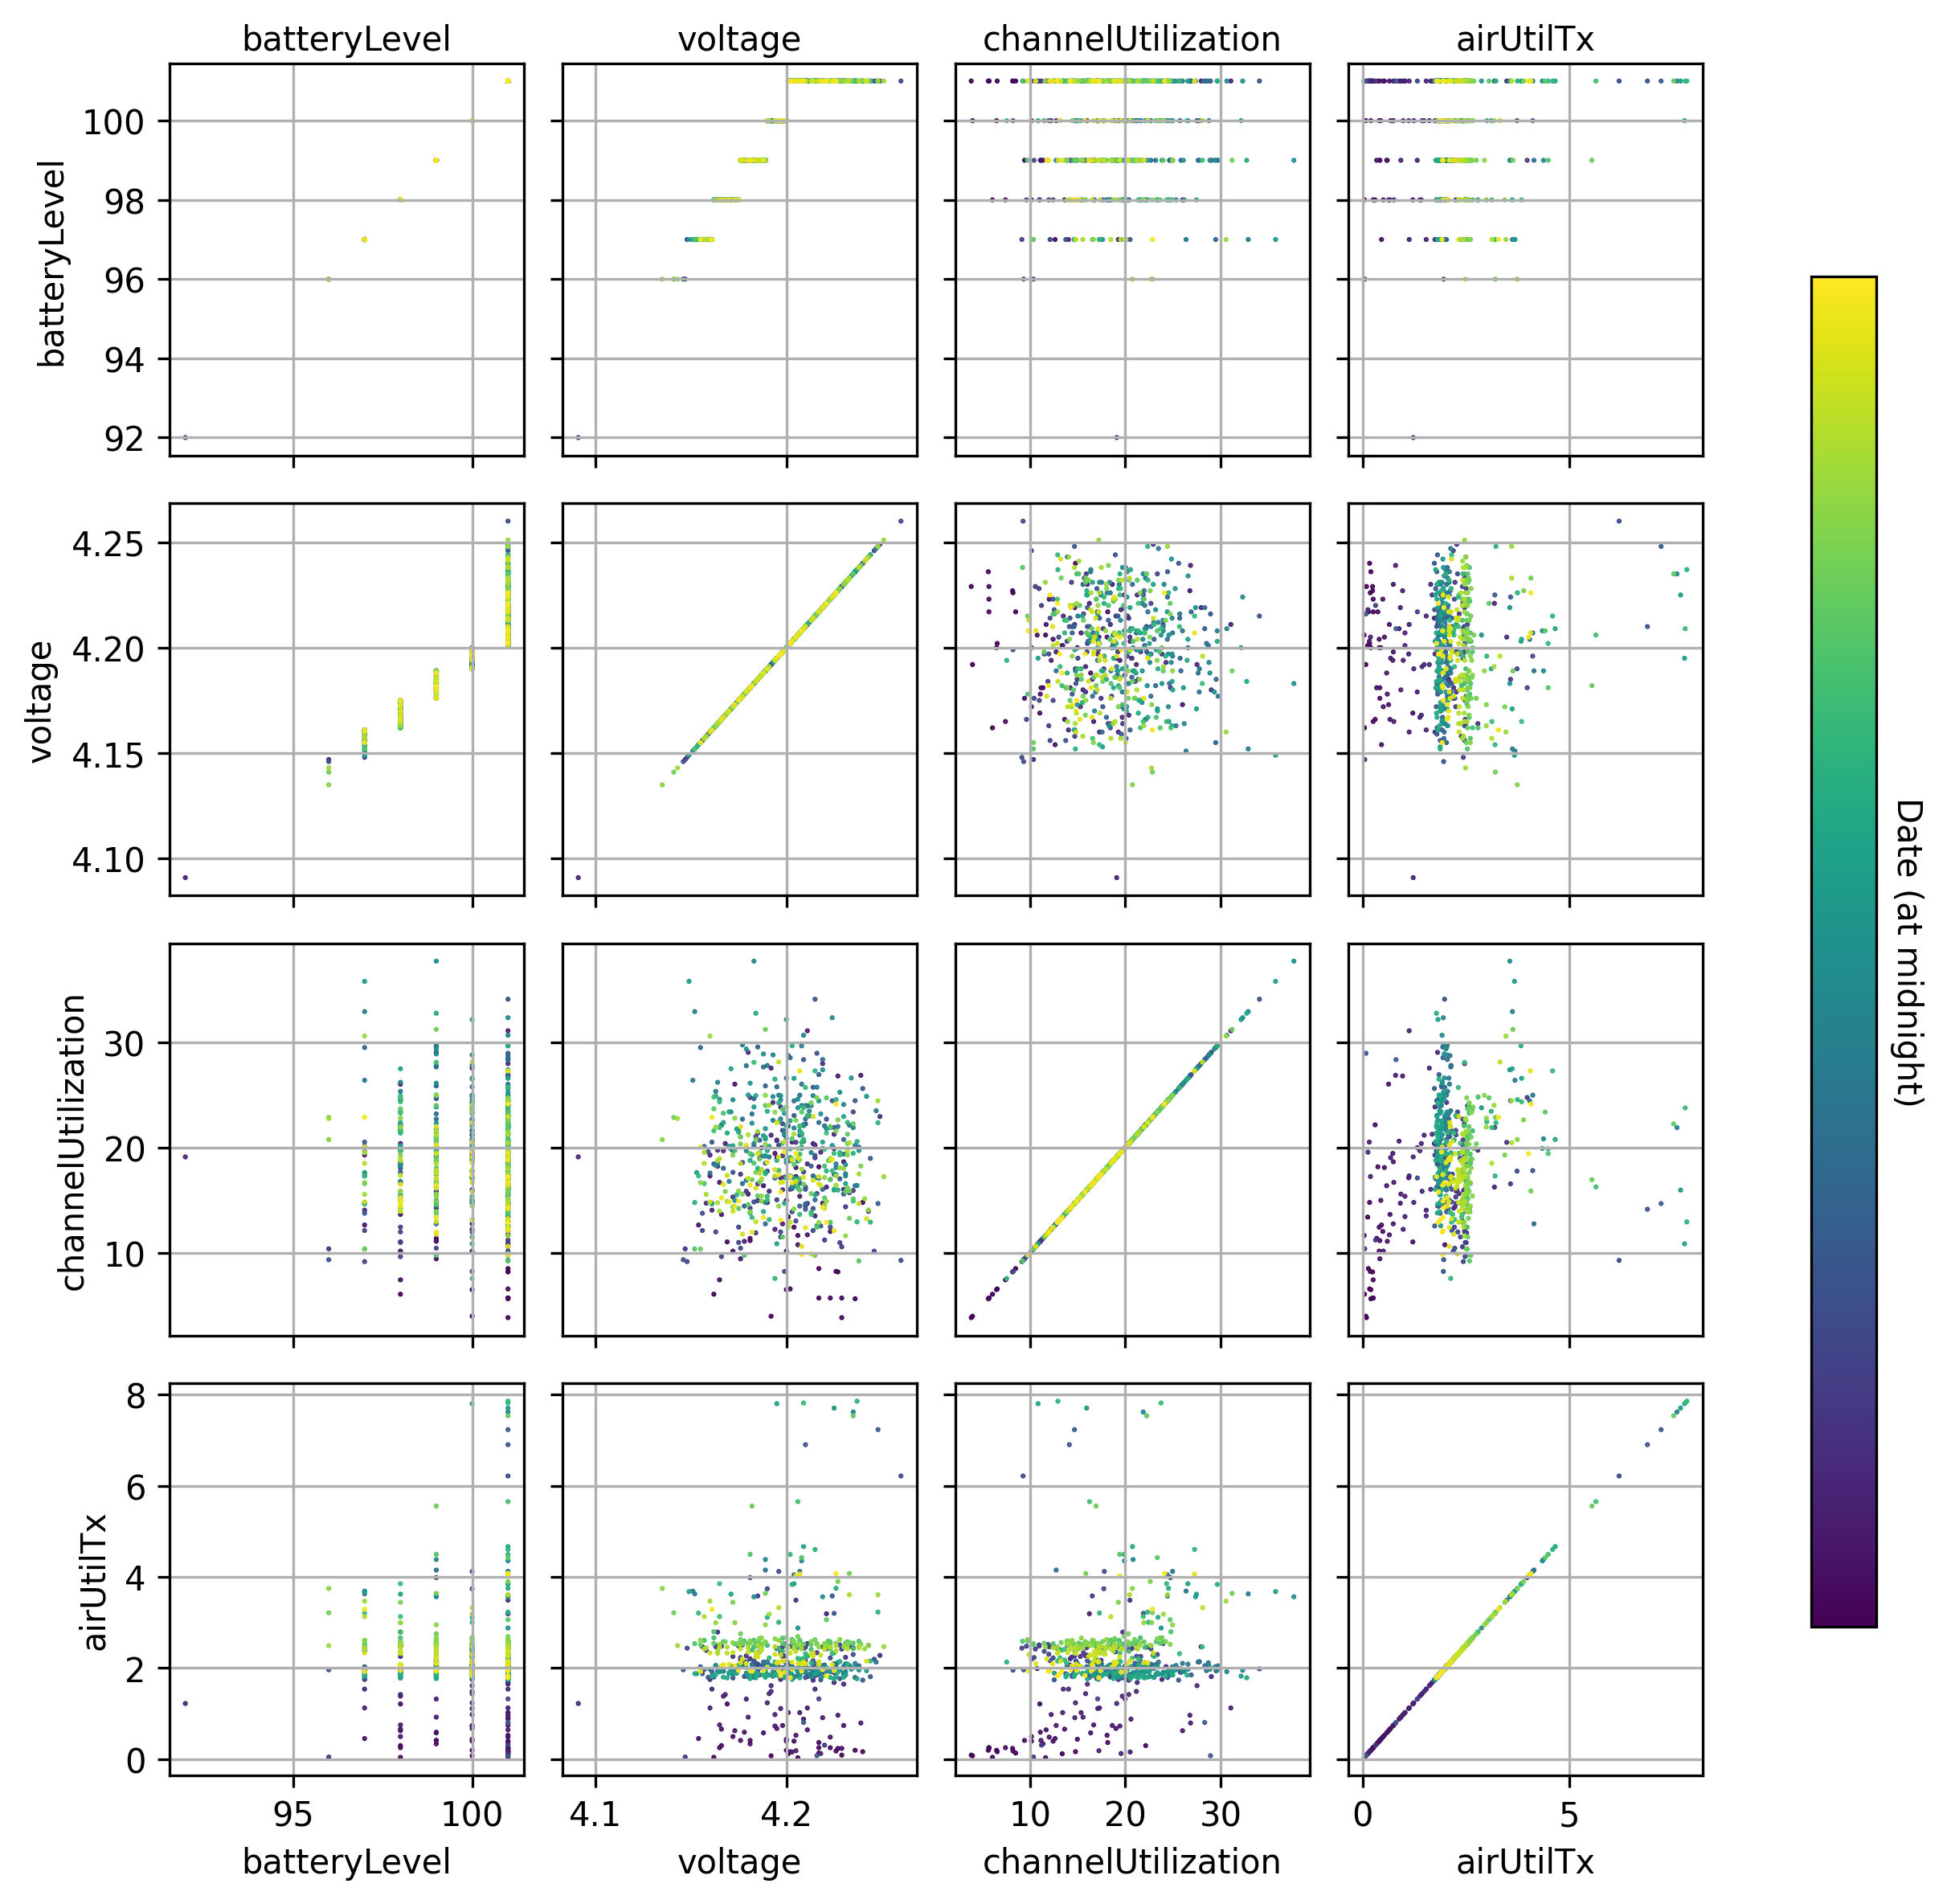 batteryLevel voltage channelUtilization airUtilTx
batteryLevel
100
98
96
94
92
voltage
4.25
4.20
4.15
4.10
channelUtilization
30
20
10
airUtilTx
8
6
4
2
0
95 100 4.1 4.2 10 20 30 0 5
batteryLevel voltage channelUtilization airUtilTx
Date (at midnight)